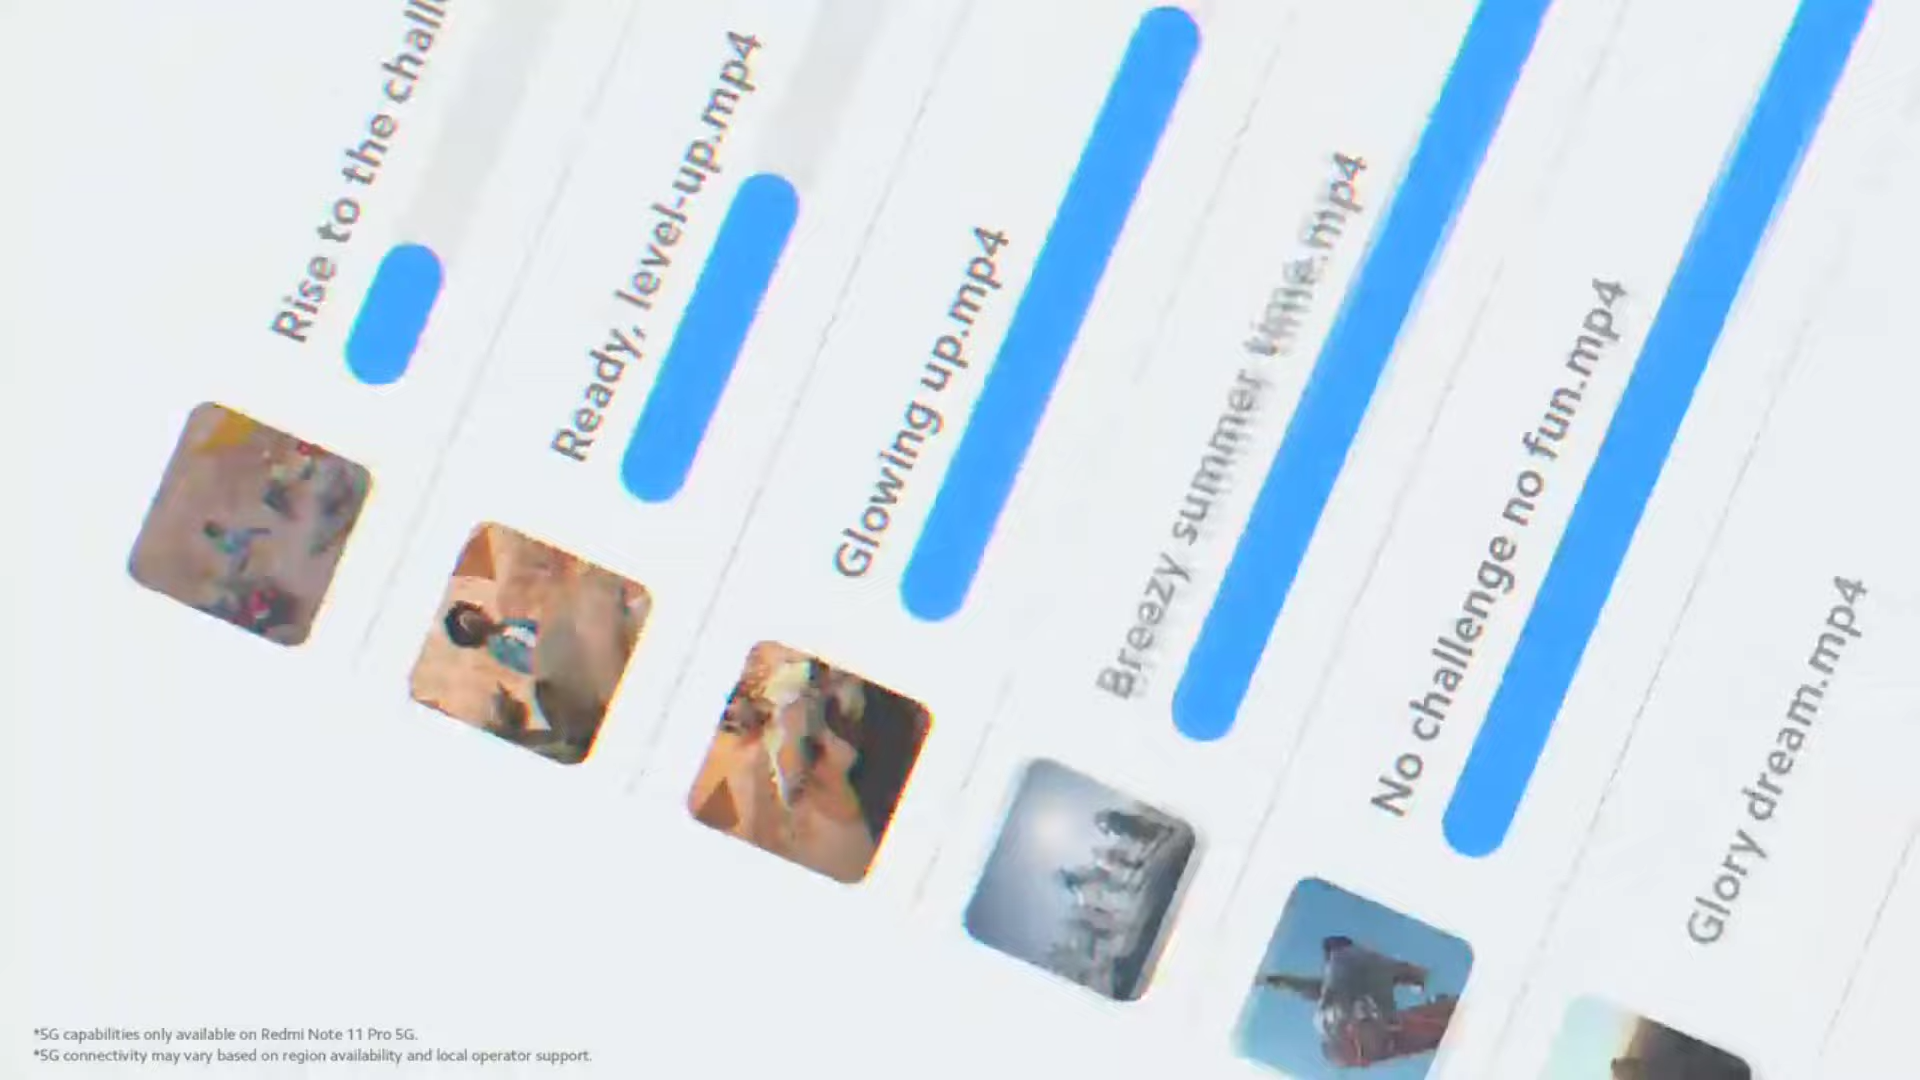 Rise to the chall
Ready, level-up.mp4
Glowing up.mp4
Breezy summer time.mp4
No challenge no fun.mp4
Glory dream.mp4
*5G capabilities only available on Redmi Note 11 Pro 5G.
*5G connectivity may vary based on region availability and local operator support.